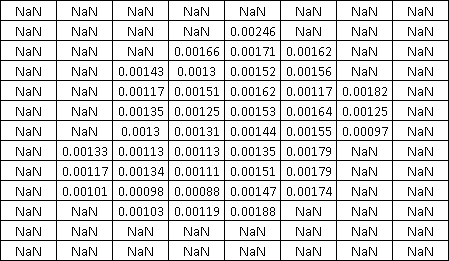 NaN NaN NaN NaN NaN NaN NaN NaN
NaN NaN NaN NaN 0.00246 NaN NaN NaN
NaN NaN NaN 0.00166 0.00171 0.00162 NaN NaN
NaN NaN 0.00143 0.0013 0.00152 0.00156 NaN NaN
NaN NaN 0.00117 0.00151 0.00162 0.00117 0.00182 NaN
NaN NaN 0.00135 0.00125 0.00153 0.00164 0.00125 NaN
NaN NaN 0.0013 0.00131 0.00144 0.00155 0.00097 NaN
NaN 0.00133 0.00113 0.00113 0.00135 0.00179 NaN NaN
NaN 0.00117 0.00134 0.00111 0.00151 0.00179 NaN NaN
NaN 0.00101 0.00098 0.00088 0.00147 0.00174 NaN NaN
NaN NaN 0.00103 0.00119 0.00188 NaN NaN NaN
NaN NaN NaN NaN NaN NaN NaN NaN
NaN NaN NaN NaN NaN NaN NaN NaN